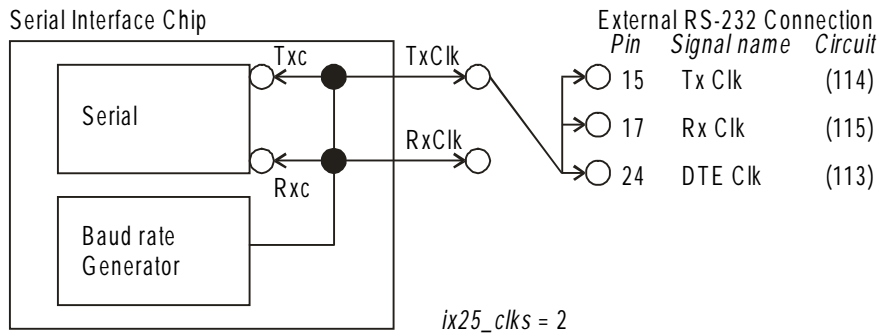 Serial Interface Chip
External RS-232 Connection
Pin Signal name Circuit
Txc
TxClk
15 Tx Clk (114)
Serial
17 Rx Clk (115)
RxClk
24 DTE Clk (113)
Rxc
Baud rate
Generator
ix25_clks = 2